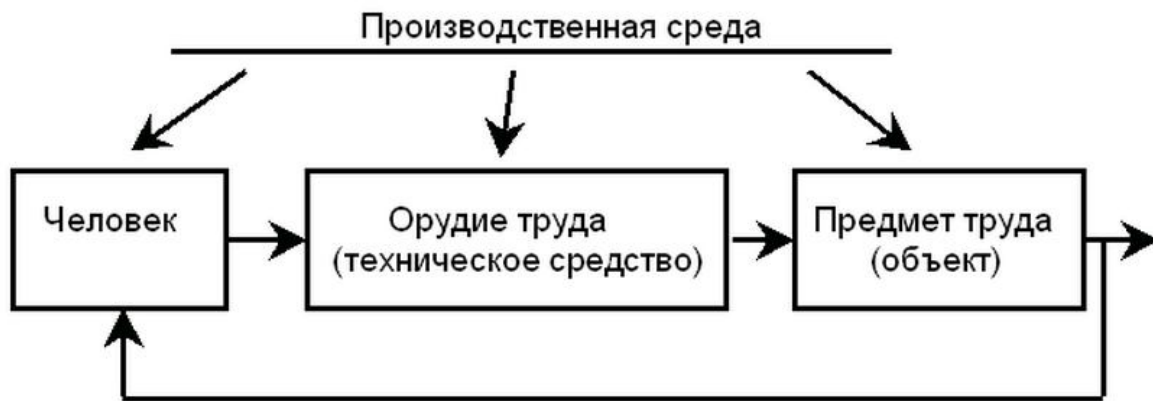 Производственная среда
Человек
Орудие труда
(техническое средство)
Предмет труда
(объект)